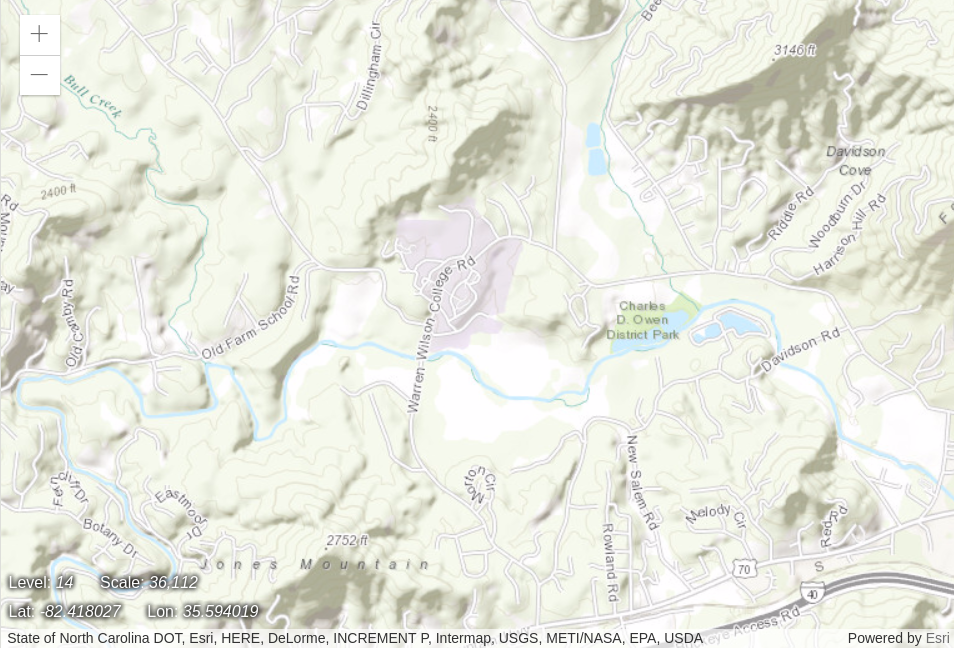 3146 ft
Bull Creek
Dillingham Cir
2400 ft
Davidson
Cove
2400 ft
Rd
Riddle Rd
Woodburn Dr
Harrison Hill Rd
Old Camby Rd
Old Farm School Rd
Warren Wilson College Rd
Charles
D. Owen
District Park
Davidson Rd
New Salem Rd
Morton Cir
Eastmoor Dr
Botany Dr
Melody Cir
Red Rd
Rowland Rd
2752 ft
Jones Mountain
70
S
40
Level: 14 Scale: 36,112
Lat: -82.418027 Lon: 35.594019
Access Rd
State of North Carolina DOT, Esri, HERE, DeLorme, INCREMENT P, Intermap, USGS, METI/NASA, EPA, USDA
Powered by Esri